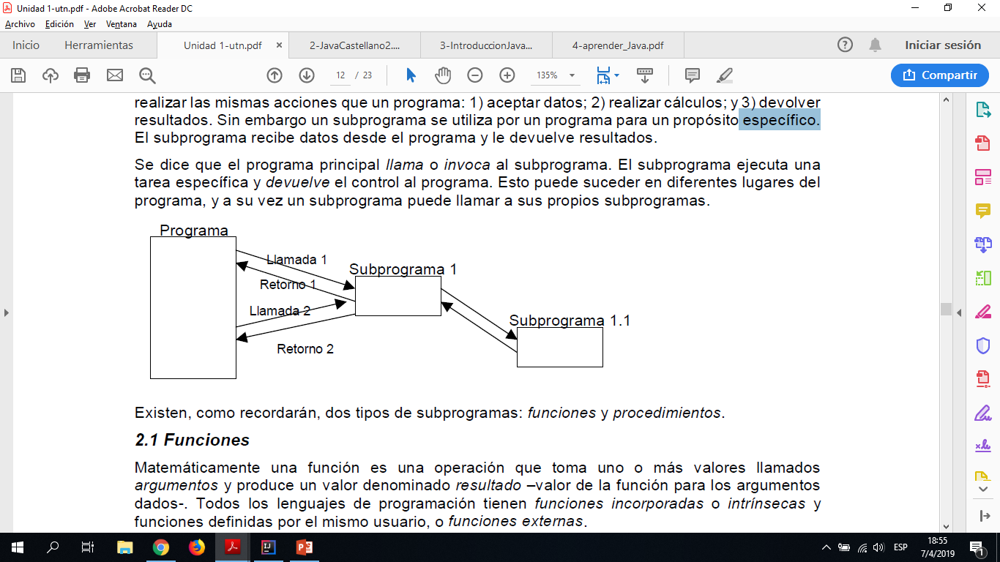 Unidad 1-utn.pdf - Adobe Acrobat Reader DC
Archivo Edición Ver Ventana Ayuda
Inicio Herramientas Unidad 1-utn.pdf × 2-JavaCastellano2.... 3-IntroduccionJava... 4-aprender_Java.pdf Iniciar sesión
12 / 23 135% Compartir
realizar las mismas acciones que un programa: 1) aceptar datos; 2) realizar cálculos; y 3) devolver
resultados. Sin embargo un subprograma se utiliza por un programa para un propósito específico.
El subprograma recibe datos desde el programa y le devuelve resultados.
Se dice que el programa principal llama o invoca al subprograma. El subprograma ejecuta una
tarea específica y devuelve el control al programa. Esto puede suceder en diferentes lugares del
programa, y a su vez un subprograma puede llamar a sus propios subprogramas.
Programa
Llamada 1
Subprograma 1
Retorno 1
Llamada 2
Subprograma 1.1
Retorno 2
Existen, como recordarán, dos tipos de subprogramas: funciones y procedimientos.
2.1 Funciones
Matemáticamente una función es una operación que toma uno o más valores llamados
argumentos y produce un valor denominado resultado –valor de la función para los argumentos
dados-. Todos los lenguajes de programación tienen funciones incorporadas o intrínsecas y
funciones definidas por el mismo usuario, o funciones externas.
ESP
18:55
7/4/2019
1